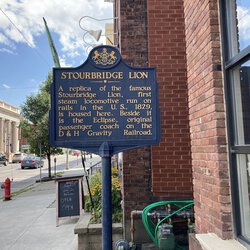 STOURBRIDGE LION
A replica of the famous
Stourbridge Lion, first
steam locomotive run on
rails in the U.S., 1829,
is housed here. Beside it
is the Eclipse, original
passenger coach on the
D & H Gravity Railroad.